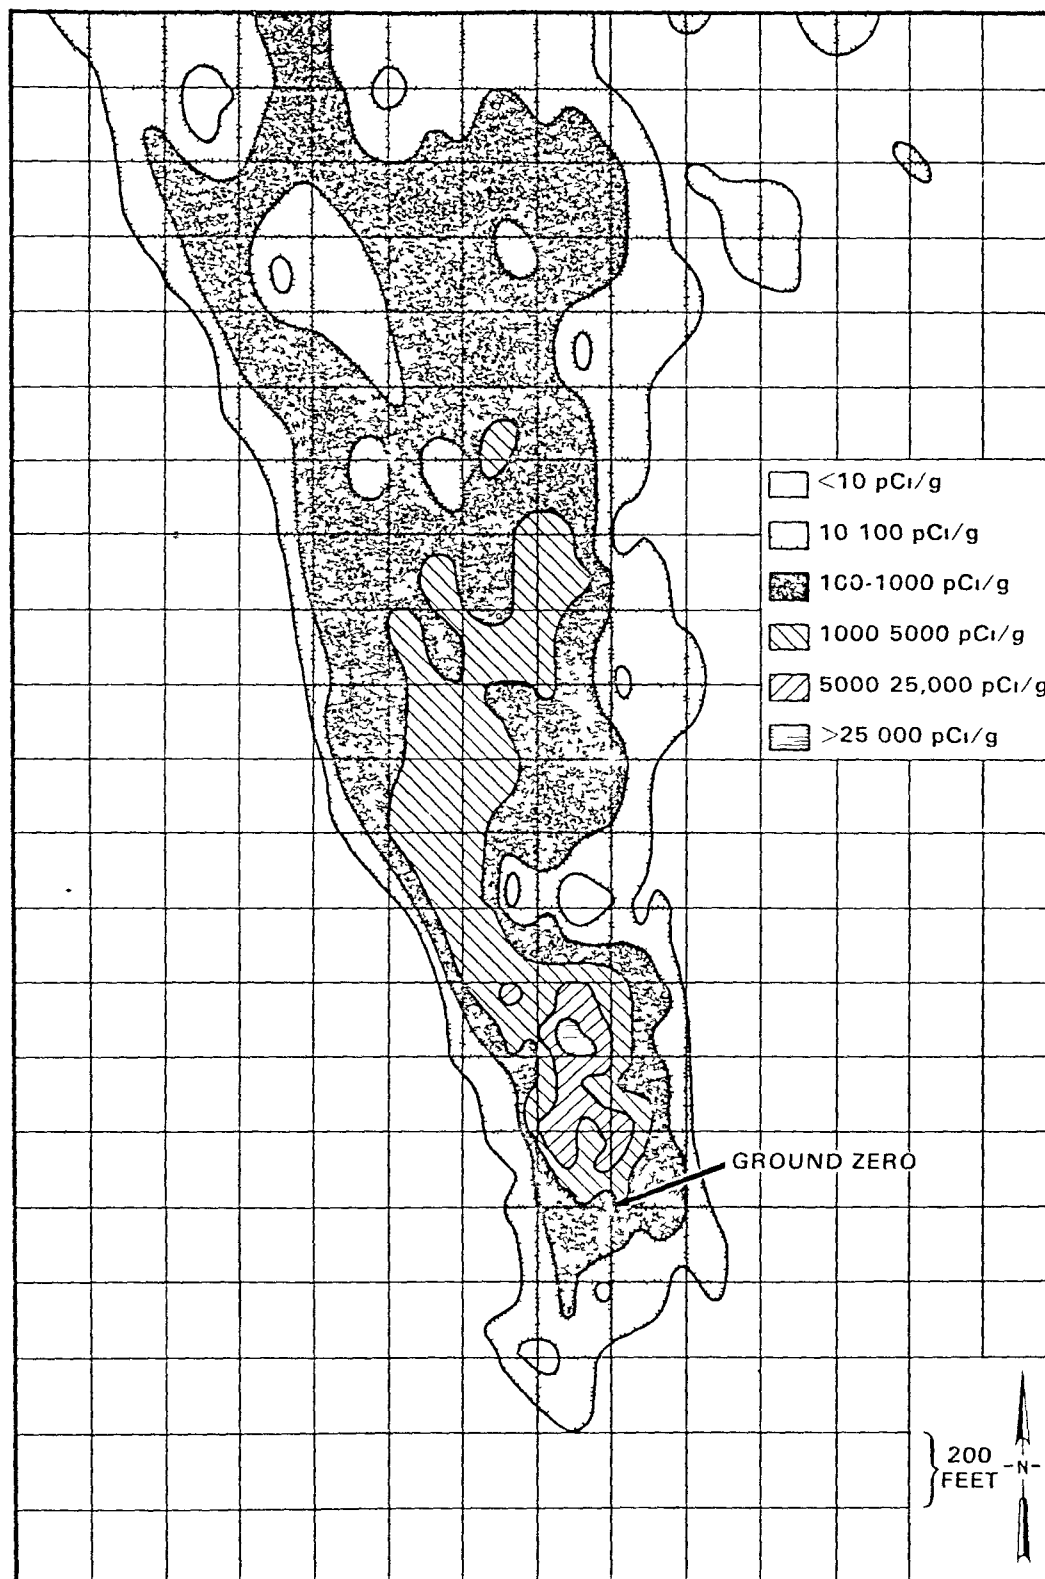 <10 pCi/g
10 100 pCi/g
100-1000 pCi/g
1000 5000 pCi/g
5000 25,000 pCi/g
>25 000 pCi/g
GROUND ZERO
200
FEET
-N-